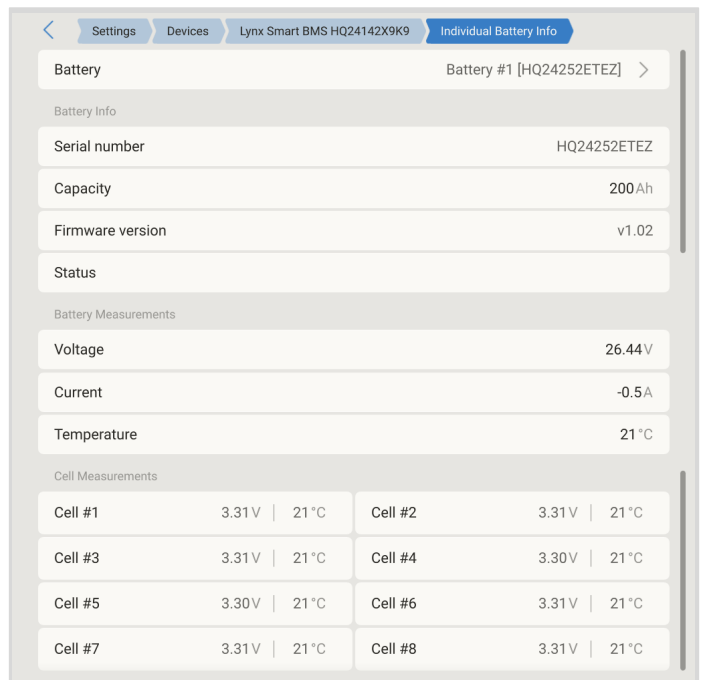 Settings Devices Lynx Smart BMS HQ24142X9K9 Individual Battery Info
Battery Battery #1 [HQ24252ETEZ]
Battery Info
Serial number HQ24252ETEZ
Capacity 200Ah
Firmware version v1.02
Status
Battery Measurements
Voltage 26.44V
Current -0.5A
Temperature 21°C
Cell Measurements
Cell #1 3.31V | 21°C Cell #2 3.31V | 21°C
Cell #3 3.31V | 21°C Cell #4 3.30V | 21°C
Cell #5 3.30V | 21°C Cell #6 3.31V | 21°C
Cell #7 3.31V | 21°C Cell #8 3.31V | 21°C